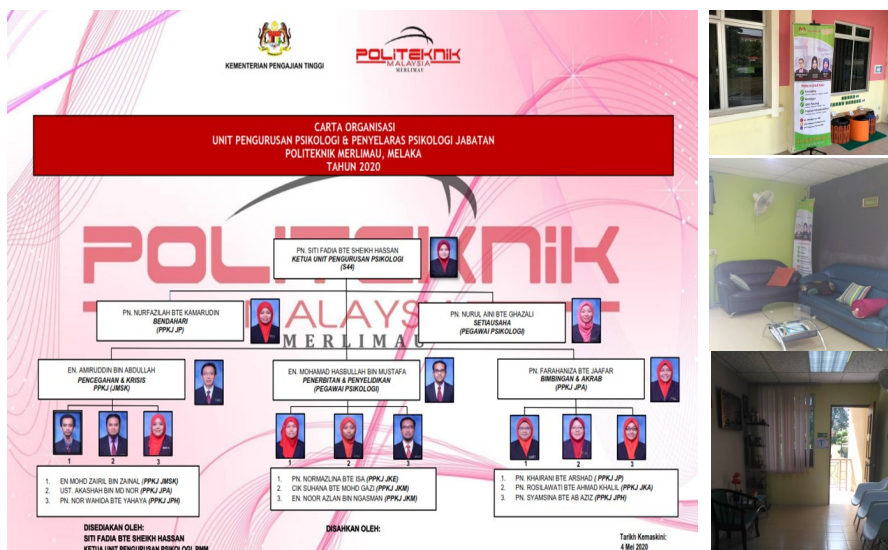 KEMENTERIAN PENGAJIAN TINGGI
POLITEKNIK
MALAYSIA
MERLIMAU
CARTA ORGANISASI
UNIT PENGURUSAN PSIKOLOGI & PENYELARAS PSIKOLOGI JABATAN
POLITEKNIK MERLIMAU, MELAKA
TAHUN 2020
POLITEKNIK
MALAYSIA
MERLIMAU
PN. SITI FADIA BTE SHEIKH HASSAN
KETUA UNIT PENGURUSAN PSIKOLOGI
(S44)
PN. NURFAZILAH BTE KAMARUDIN
BENDAHARI
(PPKJ JP)
PN. NURUL AINI BTE GHAZALI
SETIAUSAHA
(PEGAWAI PSIKOLOGI)
EN. AMIRUDDIN BIN ABDULLAH
PENCEGAHAN & KRISIS
PPKJ (JMSK)
EN. MOHAMAD HASBULLAH BIN MUSTAFA
PENERBITAN & PENYELIDIKAN
(PEGAWAI PSIKOLOGI)
PN. FARAHANIZA BTE JAAFAR
BIMBINGAN & AKRAB
(PPKJ JPA)
1 2 3
1 2 3
1 2 3
1. EN MOHD ZAIRIL BIN ZAINAL (PPKJ JMSK)
2. UST. AKASHAH BIN MD NOR (PPKJ JPA)
3. PN. NOR WAHIDA BTE YAHAYA (PPKJ JPH)
1. PN. NORMAZLINA BTE ISA (PPKJ JKE)
2. CIK SUHANA BTE MOHD GAZI (PPKJ JKM)
3. EN. NOOR AZLAN BIN NGASMAN (PPKJ JKM)
1. PN. KHAIRANI BTE ARSHAD ( PPKJ JP)
2. PN. ROSILAWATI BTE AHMAD KHALIL (PPKJ JKA)
3. PN. SYAMSINA BTE AB AZIZ (PPKJ JPH)
DISEDIAKAN OLEH:
SITI FADIA BTE SHEIKH HASSAN
KETUA UNIT PENGURUSAN PSIKOLOGI, PMM
DISAHKAN OLEH:
Tarikh Kemaskini:
4 Mei 2020